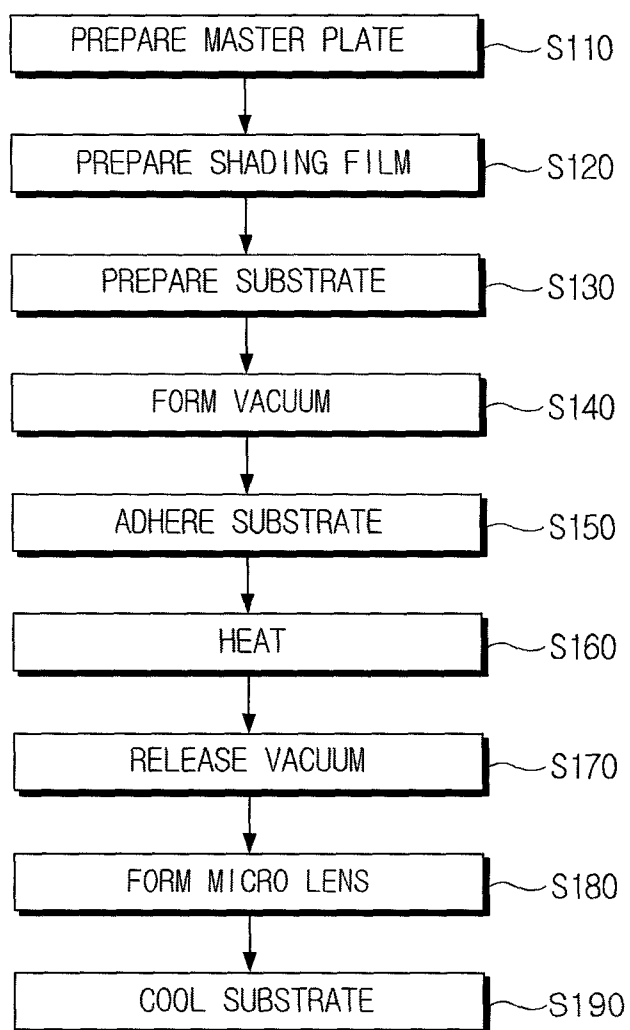 PREPARE MASTER PLATE S110
PREPARE SHADING FILM S120
PREPARE SUBSTRATE S130
FORM VACUUM S140
ADHERE SUBSTRATE S150
HEAT S160
RELEASE VACUUM S170
FORM MICRO LENS S180
COOL SUBSTRATE S190